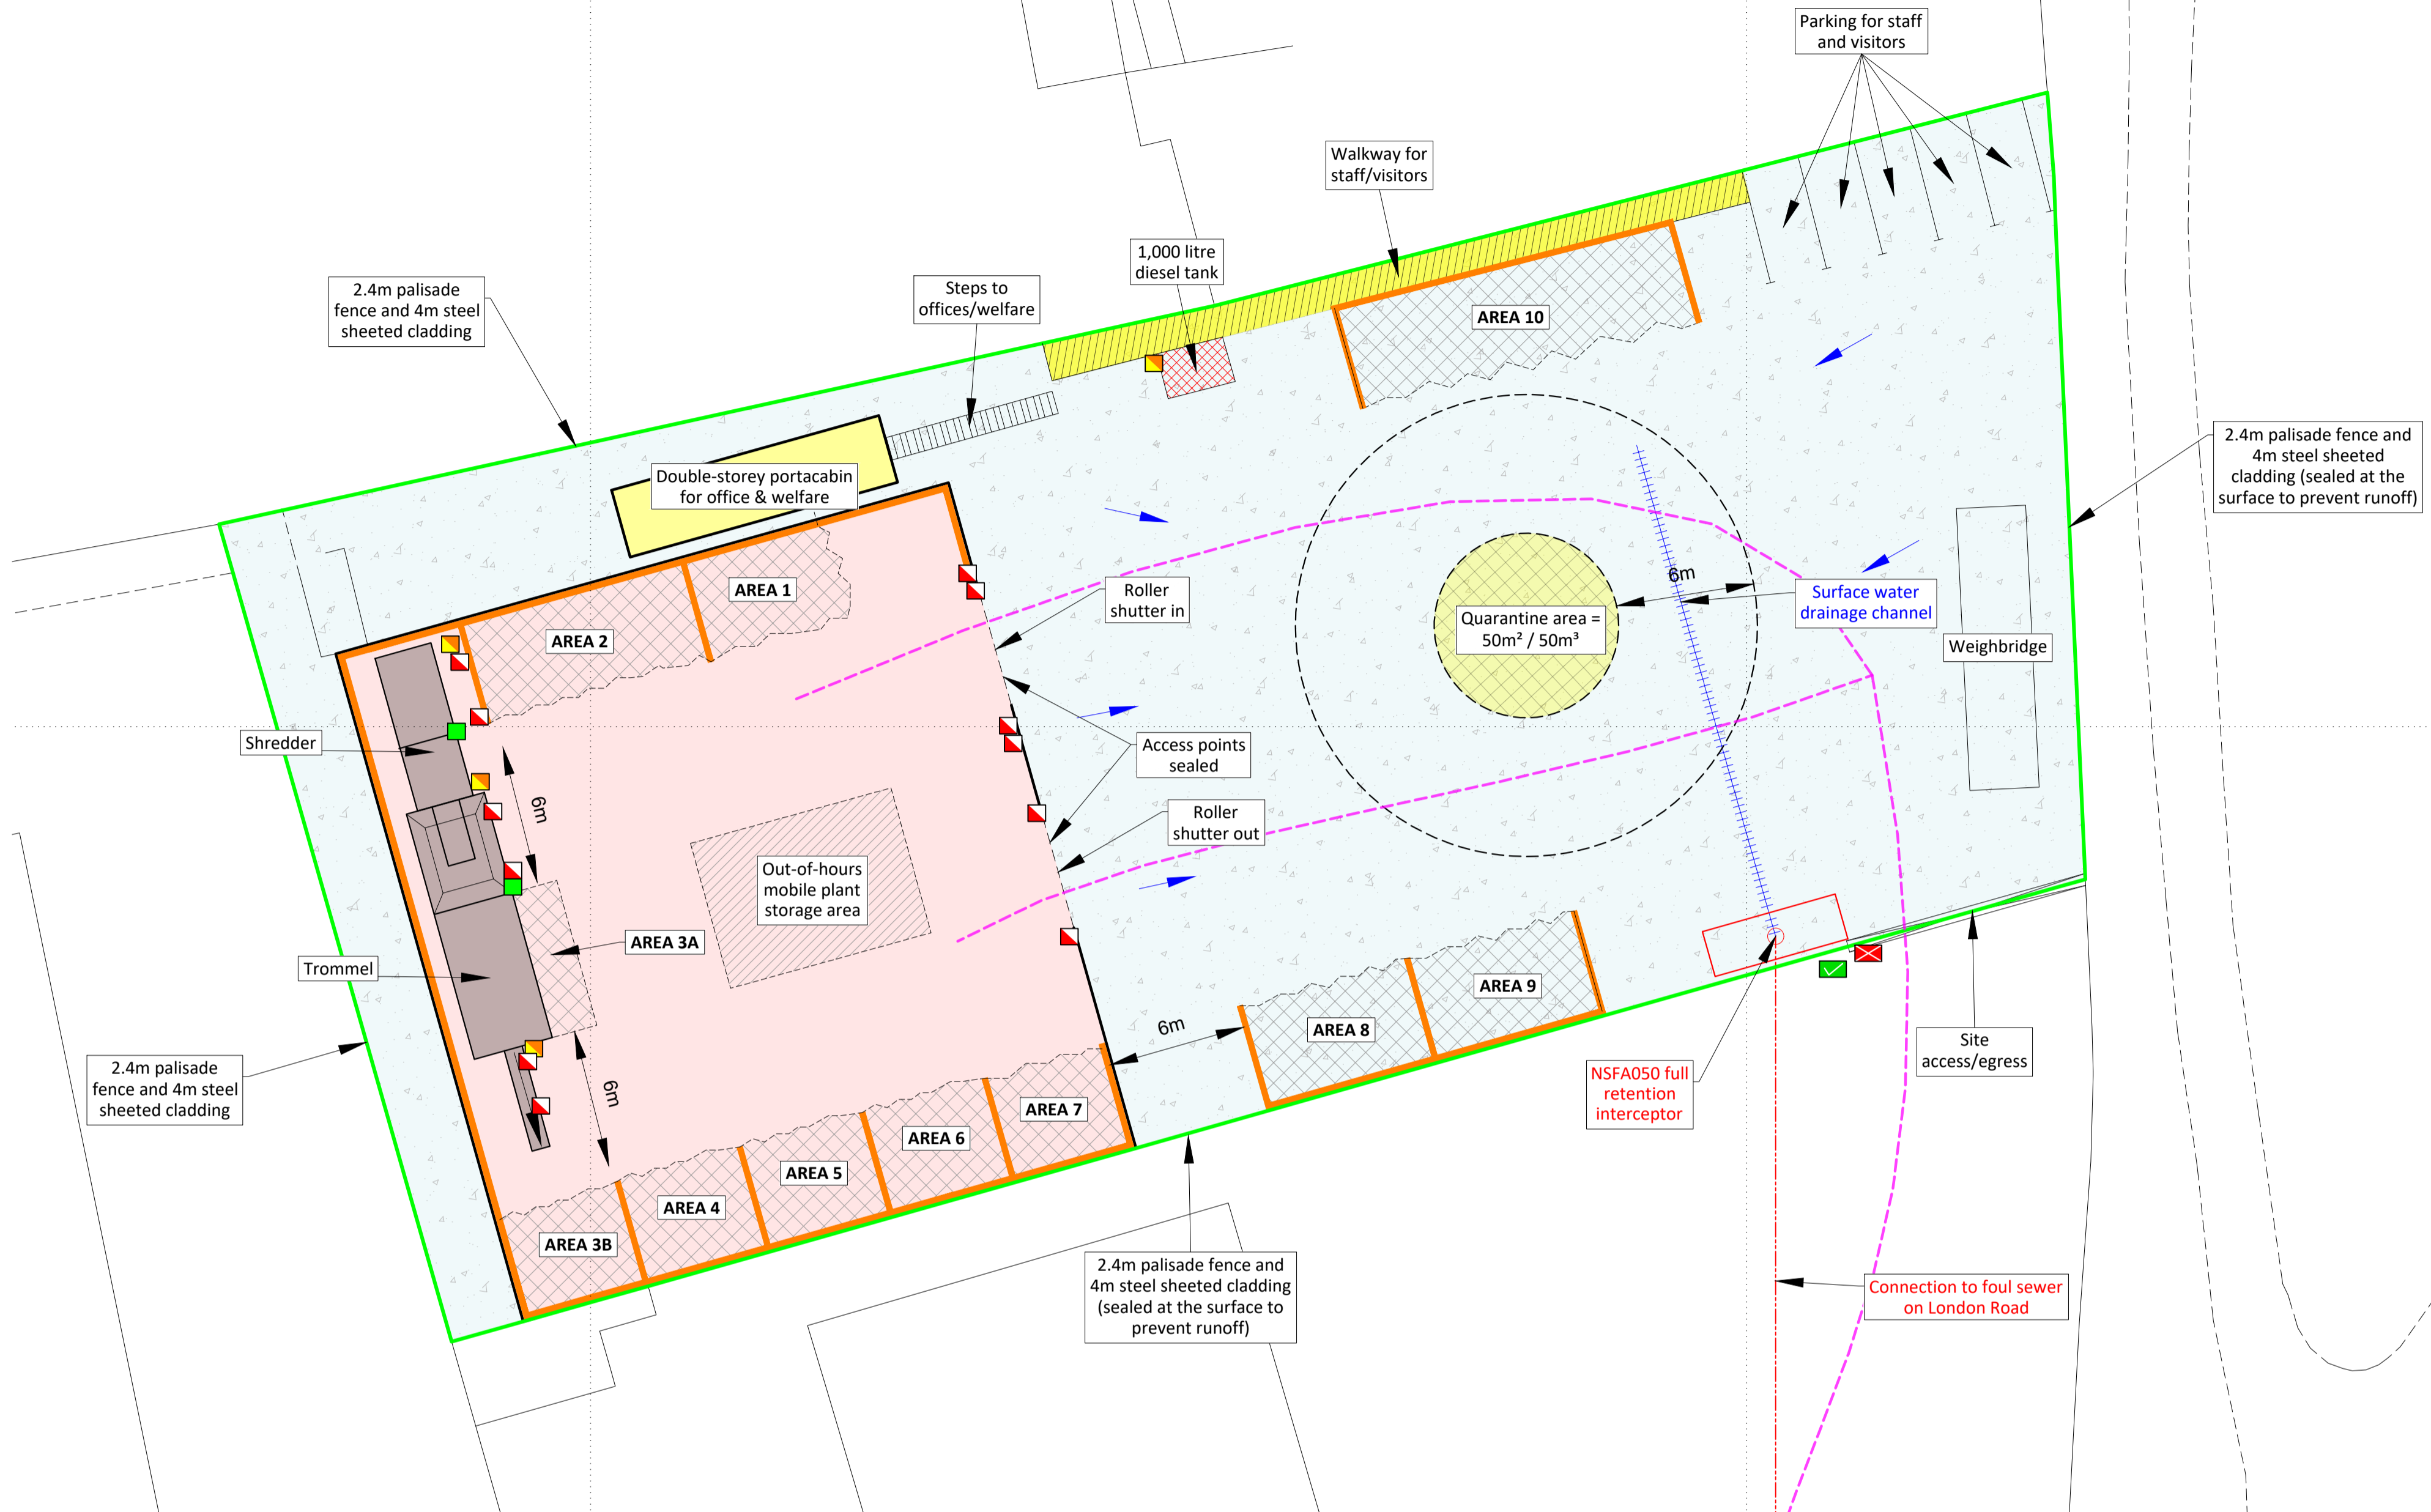 Parking for staff
and visitors
Walkway for
staff/visitors
1,000 litre
diesel tank
Steps to
offices/welfare
2.4m palisade
fence and 4m steel
sheeted cladding
AREA 10
2.4m palisade fence and
4m steel sheeted
cladding (sealed at the
surface to prevent runoff)
Double-storey portacabin
for office & welfare
AREA 1
AREA 2
Roller
shutter in
6m
Surface water
drainage channel
Quarantine area =
50m² / 50m³
Weighbridge
Shredder
Access points
sealed
6m
Roller
shutter out
Out-of-hours
mobile plant
storage area
AREA 3A
Trommel
AREA 9
AREA 8
6m
Site
access/egress
2.4m palisade
fence and 4m steel
sheeted cladding
6m
NSFA050 full
retention
interceptor
AREA 7
AREA 6
AREA 5
AREA 4
AREA 3B
2.4m palisade fence and
4m steel sheeted cladding
(sealed at the surface to
prevent runoff)
Connection to foul sewer
on London Road